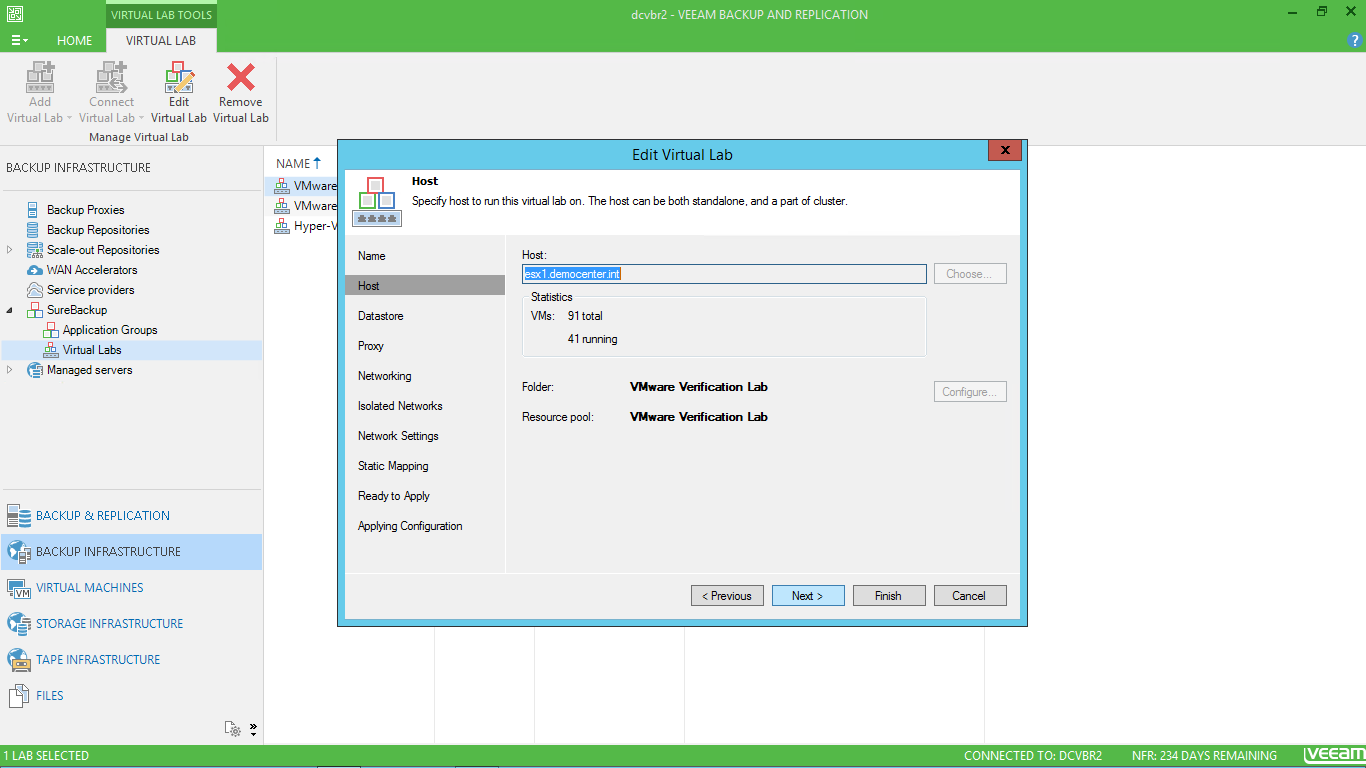 VIRTUAL LAB TOOLS
dcvbr2 - VEEAM BACKUP AND REPLICATION
HOME
VIRTUAL LAB
?
Add
Virtual Lab
Connect
Virtual Lab
Edit
Virtual Lab
Remove
Virtual Lab
Manage Virtual Lab
BACKUP INFRASTRUCTURE
Backup Proxies
Backup Repositories
Scale-out Repositories
WAN Accelerators
Service providers
SureBackup
Application Groups
Virtual Labs
Managed servers
BACKUP & REPLICATION
BACKUP INFRASTRUCTURE
VIRTUAL MACHINES
STORAGE INFRASTRUCTURE
TAPE INFRASTRUCTURE
FILES
NAME
VMware
VMware
Hyper-V
Edit Virtual Lab
x
Host
Specify host to run this virtual lab on. The host can be both standalone, and a part of cluster.
Name
Host
Datastore
Proxy
Networking
Isolated Networks
Network Settings
Static Mapping
Ready to Apply
Applying Configuration
Host:
esx1.democenter.int
Choose...
Statistics
VMs: 91 total
41 running
Folder: VMware Verification Lab
Configure...
Resource pool: VMware Verification Lab
< Previous
Next >
Finish
Cancel
1 LAB SELECTED
CONNECTED TO: DCVBR2
NFR: 234 DAYS REMAINING
veeam